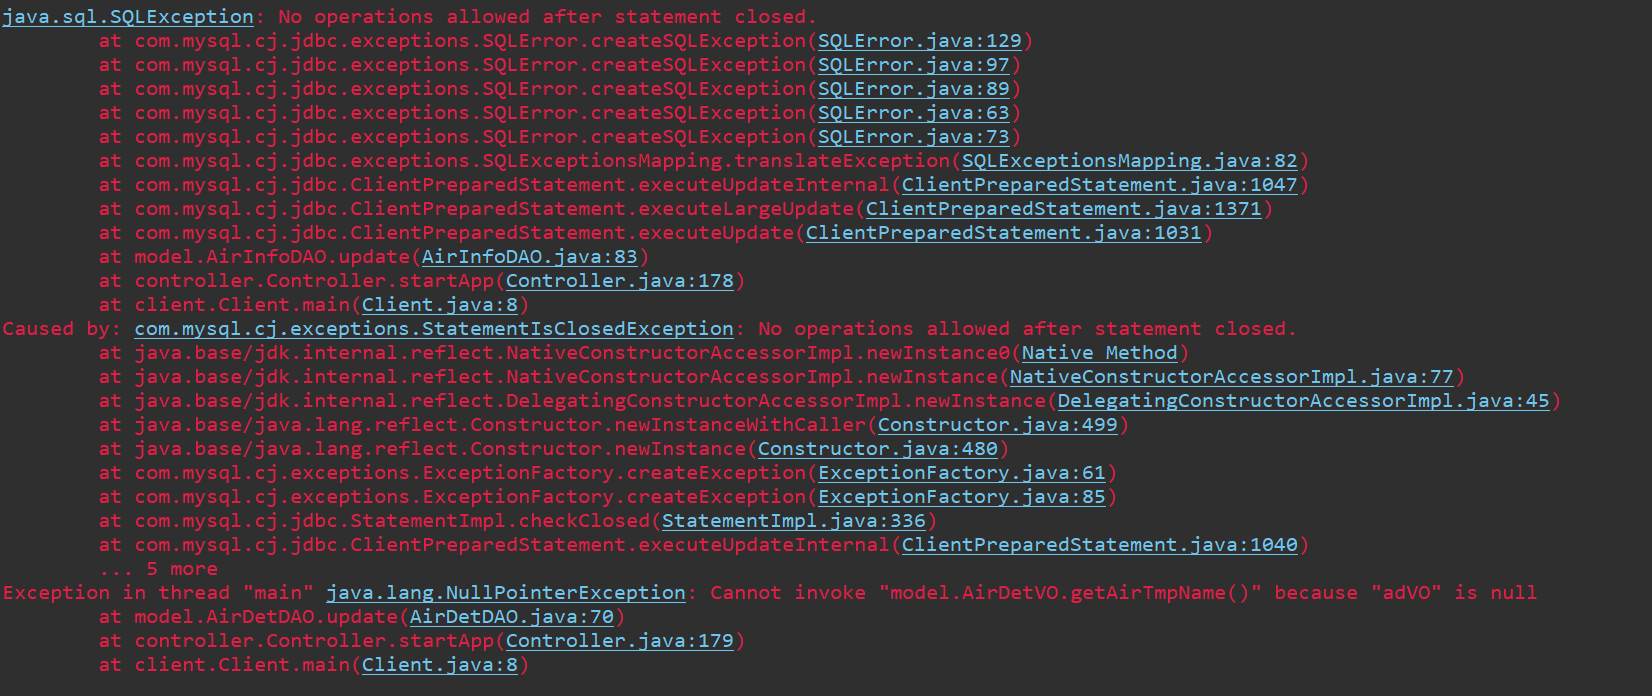 java.sql.SQLException: No operations allowed after statement closed.
at com.mysql.cj.jdbc.exceptions.SQLError.createSQLException(SQLError.java:129)
at com.mysql.cj.jdbc.exceptions.SQLError.createSQLException(SQLError.java:97)
at com.mysql.cj.jdbc.exceptions.SQLError.createSQLException(SQLError.java:89)
at com.mysql.cj.jdbc.exceptions.SQLError.createSQLException(SQLError.java:63)
at com.mysql.cj.jdbc.exceptions.SQLError.createSQLException(SQLError.java:73)
at com.mysql.cj.jdbc.exceptions.SQLExceptionsMapping.translateException(SQLExceptionsMapping.java:82)
at com.mysql.cj.jdbc.ClientPreparedStatement.executeUpdateInternal(ClientPreparedStatement.java:1047)
at com.mysql.cj.jdbc.ClientPreparedStatement.executeLargeUpdate(ClientPreparedStatement.java:1371)
at com.mysql.cj.jdbc.ClientPreparedStatement.executeUpdate(ClientPreparedStatement.java:1031)
at model.AirInfoDAO.update(AirInfoDAO.java:83)
at controller.Controller.startApp(Controller.java:178)
at client.Client.main(Client.java:8)
Caused by: com.mysql.cj.exceptions.StatementIsClosedException: No operations allowed after statement closed.
at java.base/jdk.internal.reflect.NativeConstructorAccessorImpl.newInstance0(Native Method)
at java.base/jdk.internal.reflect.NativeConstructorAccessorImpl.newInstance(NativeConstructorAccessorImpl.java:77)
at java.base/jdk.internal.reflect.DelegatingConstructorAccessorImpl.newInstance(DelegatingConstructorAccessorImpl.java:45)
at java.base/java.lang.reflect.Constructor.newInstanceWithCaller(Constructor.java:499)
at java.base/java.lang.reflect.Constructor.newInstance(Constructor.java:480)
at com.mysql.cj.exceptions.ExceptionFactory.createException(ExceptionFactory.java:61)
at com.mysql.cj.exceptions.ExceptionFactory.createException(ExceptionFactory.java:85)
at com.mysql.cj.jdbc.StatementImpl.checkClosed(StatementImpl.java:336)
at com.mysql.cj.jdbc.ClientPreparedStatement.executeUpdateInternal(ClientPreparedStatement.java:1040)
... 5 more
Exception in thread "main" java.lang.NullPointerException: Cannot invoke "model.AirDetVO.getAirTmpName()" because "adVO" is null
at model.AirDetDAO.update(AirDetDAO.java:70)
at controller.Controller.startApp(Controller.java:179)
at client.Client.main(Client.java:8)